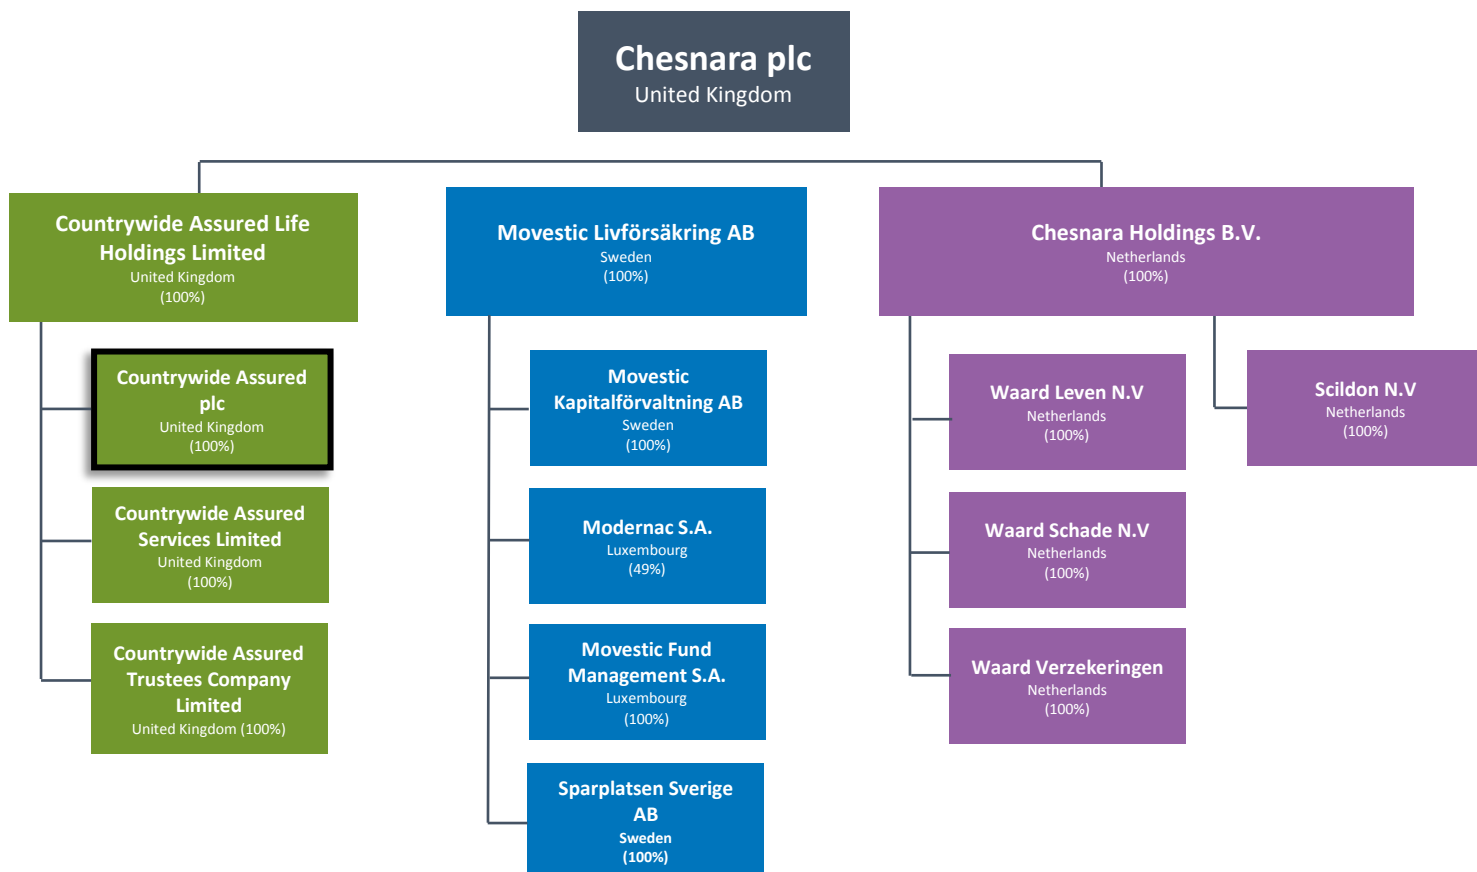 Chesnara plc
United Kingdom
Countrywide Assured Life
Holdings Limited
United Kingdom
(100%)
Movestic Livförsäkring AB
Sweden
(100%)
Chesnara Holdings B.V.
Netherlands
(100%)
Countrywide Assured
plc
United Kingdom
(100%)
Countrywide Assured
Services Limited
United Kingdom
(100%)
Countrywide Assured
Trustees Company
Limited
United Kingdom (100%)
Movestic
Kapitalförvaltning AB
Sweden
(100%)
Modernac S.A.
Luxembourg
(49%)
Movestic Fund
Management S.A.
Luxembourg
(100%)
Sparplatsen Sverige
AB
Sweden
(100%)
Waard Leven N.V
Netherlands
(100%)
Waard Schade N.V
Netherlands
(100%)
Waard Verzekeringen
Netherlands
(100%)
Scildon N.V
Netherlands
(100%)